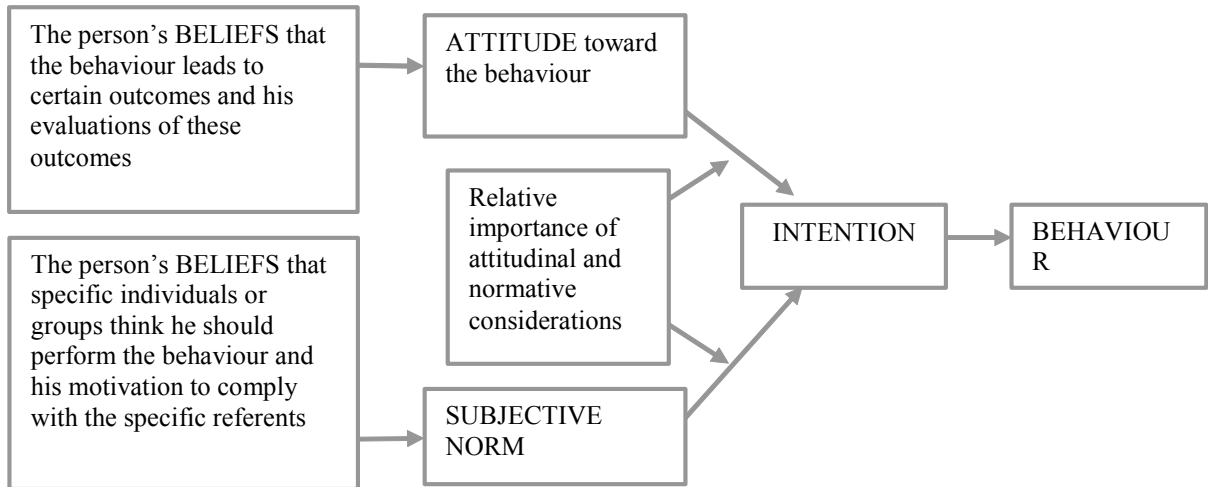 The person's BELIEFS that
the behaviour leads to
certain outcomes and his
evaluations of these
outcomes
ATTITUDE toward
the behaviour
Relative
importance of
attitudinal and
normative
considerations
INTENTION
BEHAVIOU
R
The person's BELIEFS that
specific individuals or
groups think he should
perform the behaviour and
his motivation to comply
with the specific referents
SUBJECTIVE
NORM